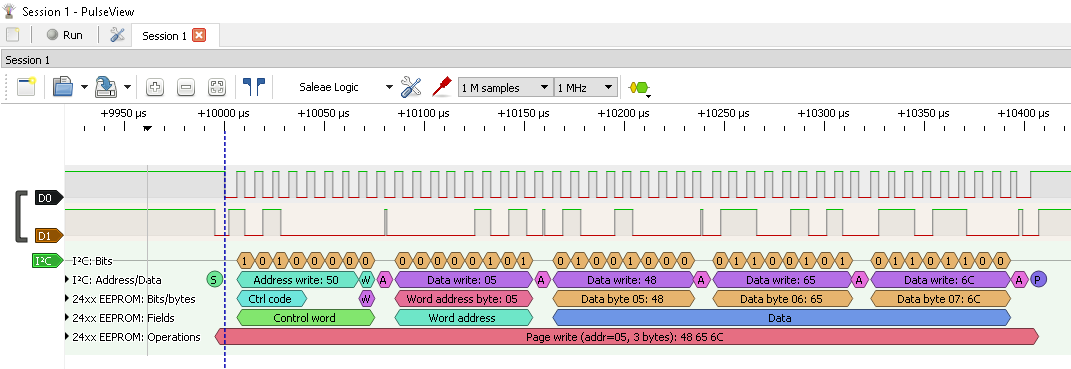 Session 1 - PulseView
Run
Session 1
Session 1
Saleae Logic 1 M samples 1 MHz
+9950 µs +10000 µs +10050 µs +10100 µs +10150 µs +10200 µs +10250 µs +10300 µs +10350 µs +10400 µs
D0
D1
I²C I²C: Bits 1 0 1 0 0 0 0 0 0 0 0 0 0 1 0 1 0 1 0 0 1 0 0 0 0 1 1 0 0 1 0 1 0 1 1 0 1 1 0 0
I²C: Address/Data S Address write: 50 W A Data write: 05 A Data write: 48 A Data write: 65 A Data write: 6C A P
24xx EEPROM: Bits/bytes Ctrl code W Word address byte: 05 Data byte 05: 48 Data byte 06: 65 Data byte 07: 6C
24xx EEPROM: Fields Control word Word address Data
24xx EEPROM: Operations Page write (addr=05, 3 bytes): 48 65 6C